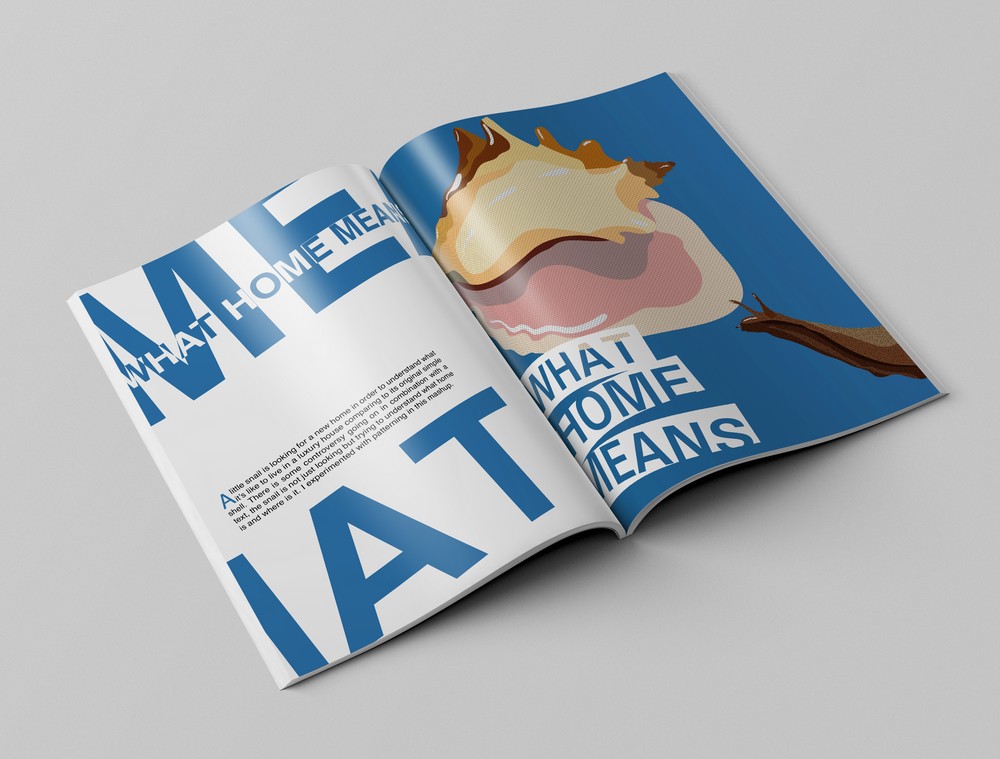 ME
WHAT HOME MEANS
A little snail is looking for a new home in order to understand what
it's like to live in a luxury house comparing to its original simple
shell. There is some controversy going on in combination with a
text, the snail is not just looking but trying to understand what home
is and where is it. I experimented with patterning in this mashup.
AT
WHAT
HOME
MEANS